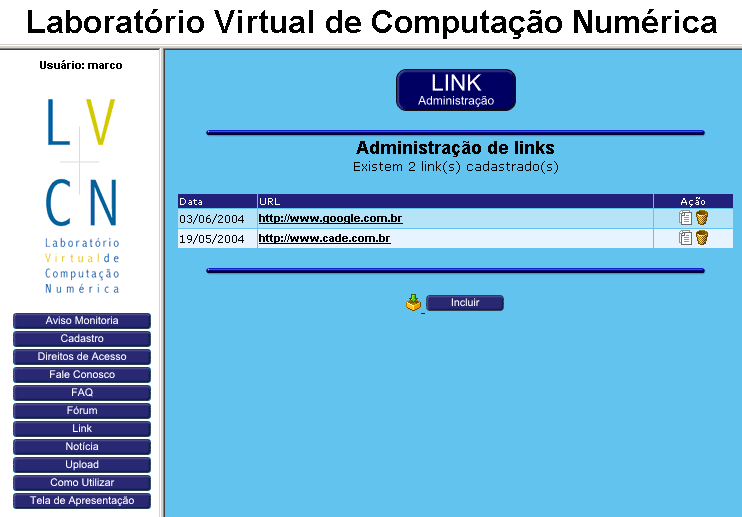 Laboratório Virtual de Computação Numérica
Usuário: marco
L V
C N
Laboratório
Virtual de
Computação
Numérica
Aviso Monitoria
Cadastro
Direitos de Acesso
Fale Conosco
FAQ
Fórum
Link
Notícia
Upload
Como Utilizar
Tela de Apresentação
LINK
Administração
Administração de links
Existem 2 link(s) cadastrado(s)
Data URL Ação
03/06/2004 http://www.google.com.br
19/05/2004 http://www.cade.com.br
Incluir